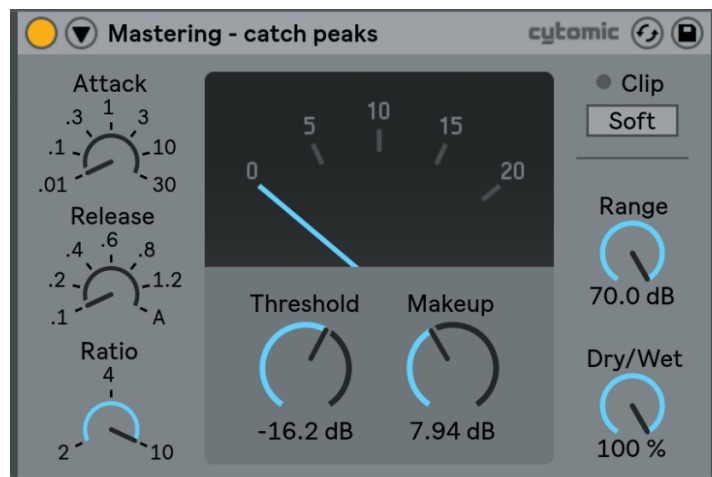 Mastering - catch peaks
cytomic
Attack
.01
.1
.3
1
3
10
30
Release
.1
.2
.4
.6
.8
1.2
A
Ratio
2
4
10
0
5
10
15
20
Threshold
-16.2 dB
Makeup
7.94 dB
Clip
Soft
Range
70.0 dB
Dry/Wet
100 %